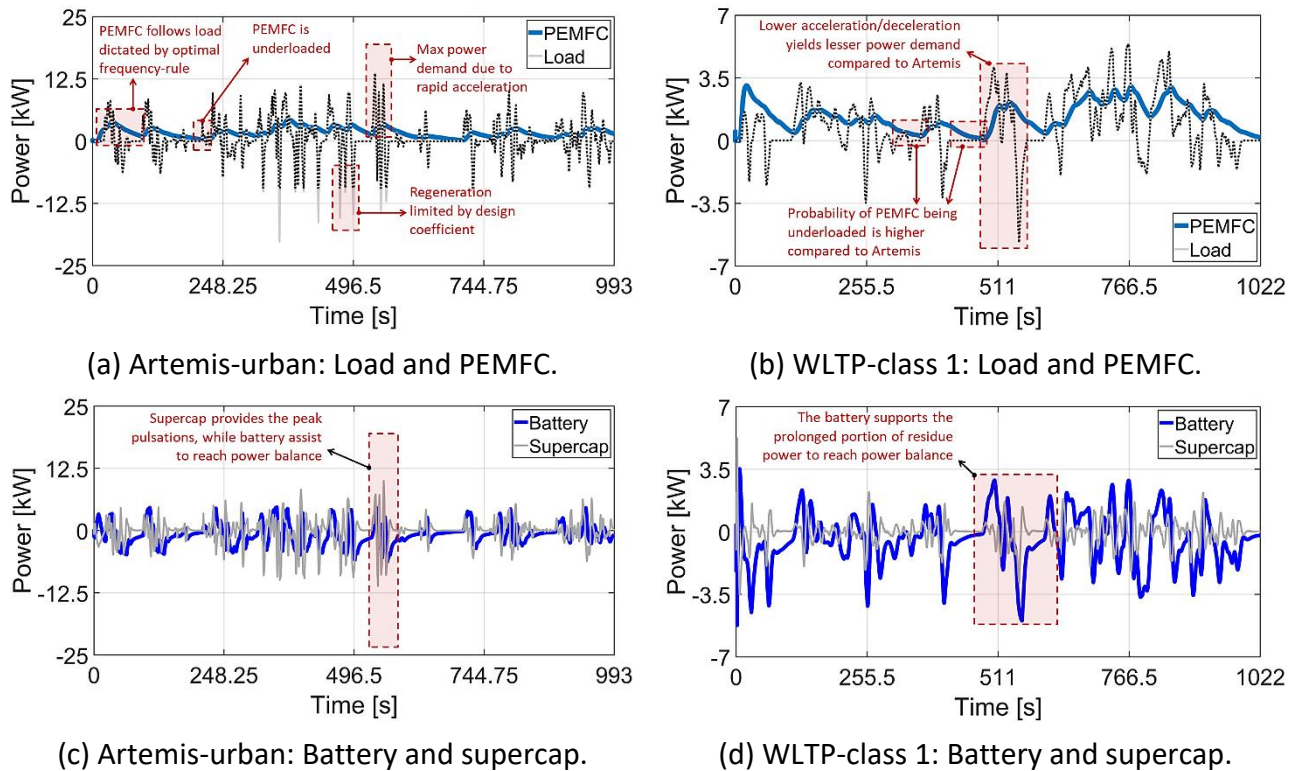 25
12.5
0
-12.5
-25
Power [kW]
PEMFC follows load
dictated by optimal
frequency-rule
PEMFC is
underloaded
Max power
demand due to
rapid acceleration
Regeneration
limited by design
coefficient
PEMFC
Load
0
248.25
496.5
744.75
993
Time [s]
(a) Artemis-urban: Load and PEMFC.
7
3.5
0
-3.5
-7
Power [kW]
Lower acceleration/deceleration
yields lesser power demand
compared to Artemis
Probability of PEMFC being
underloaded is higher
compared to Artemis
PEMFC
Load
0
255.5
511
766.5
1022
Time [s]
(b) WLTP-class 1: Load and PEMFC.
25
12.5
0
-12.5
-25
Power [kW]
Supercap provides the peak
pulsations, while battery assist
to reach power balance
Battery
Supercap
0
248.25
496.5
744.75
993
Time [s]
(c) Artemis-urban: Battery and supercap.
7
3.5
0
-3.5
-7
Power [kW]
The battery supports the
prolonged portion of residue
power to reach power balance
Battery
Supercap
0
255.5
511
766.5
1022
Time [s]
(d) WLTP-class 1: Battery and supercap.